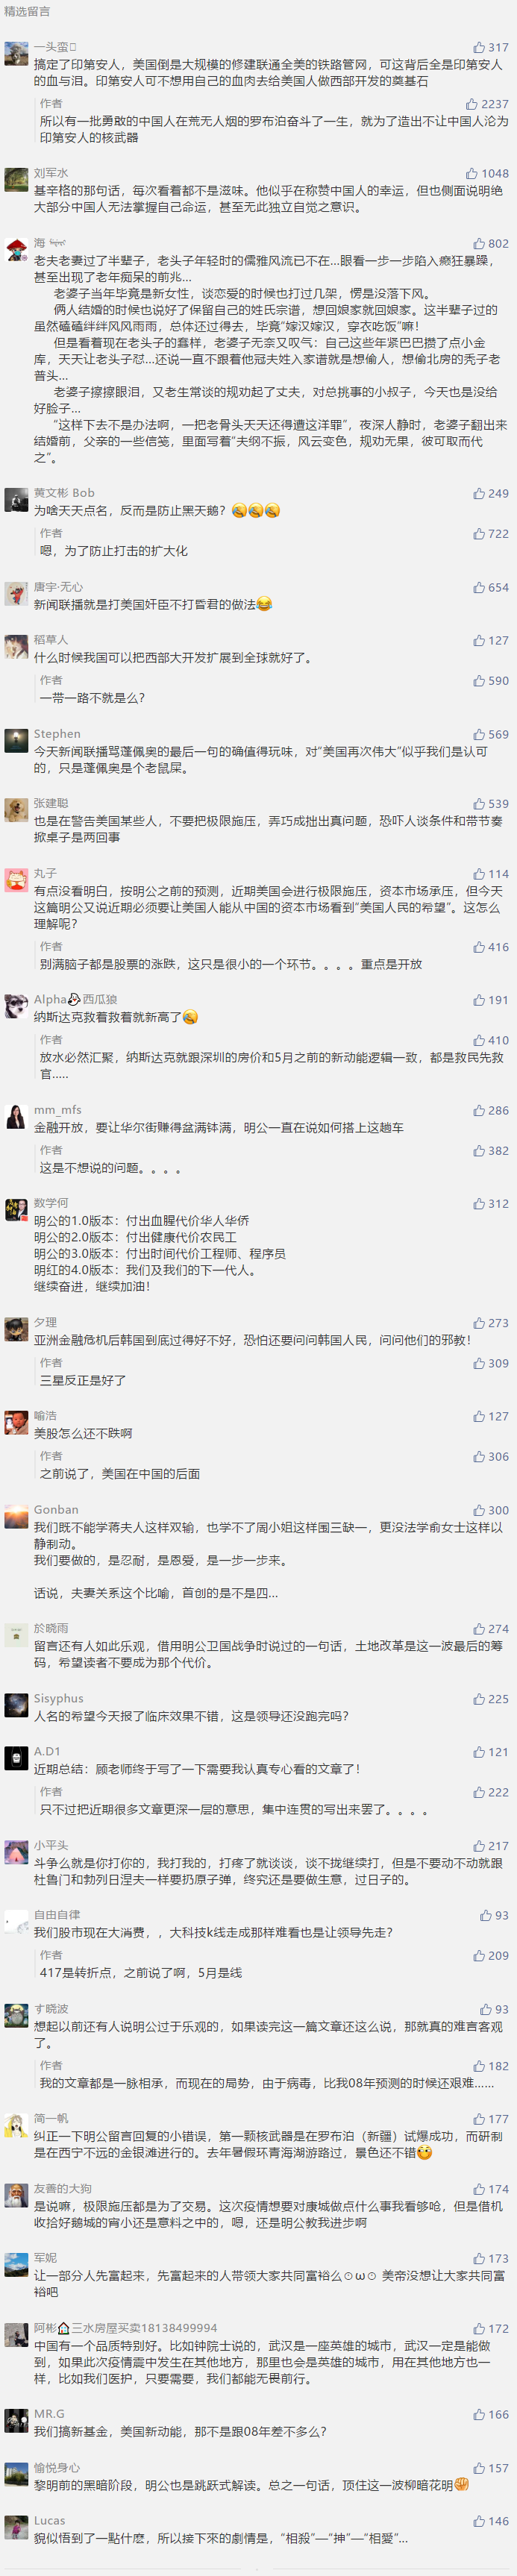 精选留言
一头蛮
317
搞定了印第安人，美国倒是大规模的修建联通全美的铁路管网，可这背后全是印第安人
的血与泪。印第安人可不想用自己的血肉去给美国人做西部开发的奠基石
作者
2237
所以有一批勇敢的中国人在荒无人烟的罗布泊奋斗了一生，就为了造出不让中国人沦为
印第安人的核武器
刘军水
1048
基辛格的那句话，每次看着都不是滋味。他似乎在称赞中国人的幸运，但也侧面说明绝
大部分中国人无法掌握自己命运，甚至无此独立自觉之意识。
海
802
老夫老妻过了半辈子，老头子年轻时的儒雅风流已不在...眼看一步一步陷入癫狂暴躁，
甚至出现了老年痴呆的前兆...
老婆子当年毕竟是新女性，谈恋爱的时候也打过几架，愣是没落下风。
俩人结婚的时候也说好了保留自己的姓氏宗谱，想回娘家就回娘家。这半辈子过的
虽然磕磕绊绊风风雨雨，总体还过得去，毕竟“嫁汉嫁汉，穿衣吃饭”嘛！
但是看着现在老头子的蠢样，老婆子无奈又叹气：自己这些年紧巴巴攒了点小金
库，天天让老头子怼...还说一直不跟着他冠夫姓入家谱就是想偷人，想偷北房的秃子老
普头...
老婆子擦擦眼泪，又老生常谈的规劝起了丈夫，对总挑事的小叔子，今天也是没给
好脸子...
“这样下去不是办法啊，一把老骨头天天还得遭这洋罪”，夜深人静时，老婆子翻出来
结婚前，父亲的一些信笺，里面写着“夫纲不振，风云变色，规劝无果，彼可取而代
之”。
黄文彬 Bob
249
为啥天天点名，反而是防止黑天鹅？😂😂😂
作者
722
嗯，为了防止打击的扩大化
唐宇·无心
654
新闻联播就是打美国奸臣不打昏君的做法😂
稻草人
127
什么时候我国可以把西部大开发扩展到全球就好了。
作者
590
一带一路不就是么？
Stephen
569
今天新闻联播骂蓬佩奥的最后一句的确值得玩味，对“美国再次伟大”似乎我们是认可
的，只是蓬佩奥是个老鼠屎。
张建聪
539
也是在警告美国某些人，不要把极限施压，弄巧成拙出真问题，恐吓人谈条件和带节奏
掀桌子是两回事
丸子
114
有点没看明白，按明公之前的预测，近期美国会进行极限施压，资本市场承压，但今天
这篇明公又说近期必须要让美国人能从中国的资本市场看到“美国人民的希望”。这怎么
理解呢？
作者
416
别满脑子都是股票的涨跌，这只是很小的一个环节。。。。重点是开放
Alpha西瓜狼
191
纳斯达克救着救着就新高了😂
作者
410
放水必然汇聚，纳斯达克就跟深圳的房价和5月之前的新动能逻辑一致，都是救民先救
官.....
mm_mfs
286
金融开放，要让华尔街赚得盆满钵满，明公一直在说如何搭上这趟车
作者
382
这是不想说的问题。。。。
数学何
312
明公的1.0版本：付出血腥代价华人华侨
明公的2.0版本：付出健康代价农民工
明公的3.0版本：付出时间代价工程师、程序员
明红的4.0版本：我们及我们的下一代人。
继续奋进，继续加油！
夕理
273
亚洲金融危机后韩国到底过得好不好，恐怕还要问问韩国人民，问问他们的邪教！
作者
309
三星反正是好了
喻浩
127
美股怎么还不跌啊
作者
306
之前说了，美国在中国的后面
Gonban
300
我们既不能学蒋夫人这样双输，也学不了周小姐这样围三缺一，更没法学俞女士这样以
静制动。
我们要做的，是忍耐，是恩爱，是一步一步来。
话说，夫妻关系这个比喻，首创的是不是四...
於晓雨
274
留言还有人如此乐观，借用明公卫国战争时说过的一句话，土地改革是这一波最后的筹
码，希望读者不要成为那个代价。
Sisyphus
225
人名的希望今天报了临床效果不错，这是领导还没跑完吗？
A.D1
121
近期总结：顾老师终于写了一下需要我认真专心看的文章了！
作者
222
只不过把近期很多文章更深一层的意思，集中连贯的写出来罢了。。。。
小平头
217
斗争么就是你打你的，我打我的，打疼了就谈谈，谈不拢继续打，但是不要动不动就跟
杜鲁门和勃列日涅夫一样要扔原子弹，终究还是要做生意，过日子的。
自由自律
93
我们股市现在大消费，，大科技k线走成那样难看也是让领导先走？
作者
209
417是转折点，之前说了啊，5月是线
す晓波
93
想起以前还有人说明公过于乐观的，如果读完这一篇文章还这么说，那就真的难言客观
了。
作者
182
我的文章都是一脉相承，而现在的局势，由于病毒，比我08年预测的时候还艰难......
简一帆
177
纠正一下明公留言回复的小错误，第一颗核武器是在罗布泊（新疆）试爆成功，而研制
是在西宁不远的金银滩进行的。去年暑假环青海湖游路过，景色还不错🤭
友善的大狗
174
是说嘛，极限施压都是为了交易。这次疫情想要对康城做点什么事我看够呛，但是借机
收拾好鹅城的宵小还是意料之中的，嗯，还是明公教我进步啊
军妮
173
让一部分人先富起来，先富起来的人带领大家共同富裕么⊙ω⊙ 美帝没想让大家共同富
裕吧
阿彬🏠三水房屋买卖18138499994
172
中国有一个品质特别好。比如钟院士说的，武汉是一座英雄的城市，武汉一定是能做
到，如果此次疫情震中发生在其他地方，那里也会是英雄的城市，用在其他地方也一
样，比如我们医护，只要需要，我们都能无畏前行。
MR.G
166
我们搞新基金，美国新动能，那不是跟08年差不多么？
愉悦身心
157
黎明前的黑暗阶段，明公也是跳跃式解读。总之一句话，顶住这一波柳暗花明✊
Lucas
146
貌似悟到了一點什麼，所以接下來的劇情是，“相殺”—“抻”—“相愛”...